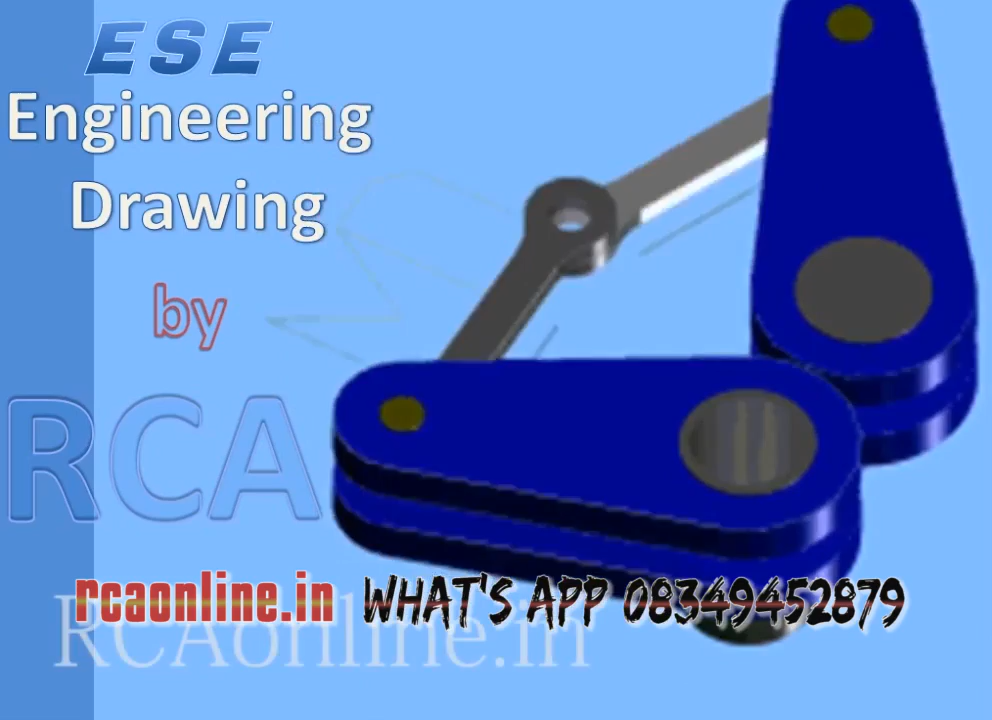 ESE
Engineering
Drawing
by
RCA
rcaonline.in WHAT'S APP 08349452879
RCAonline.in